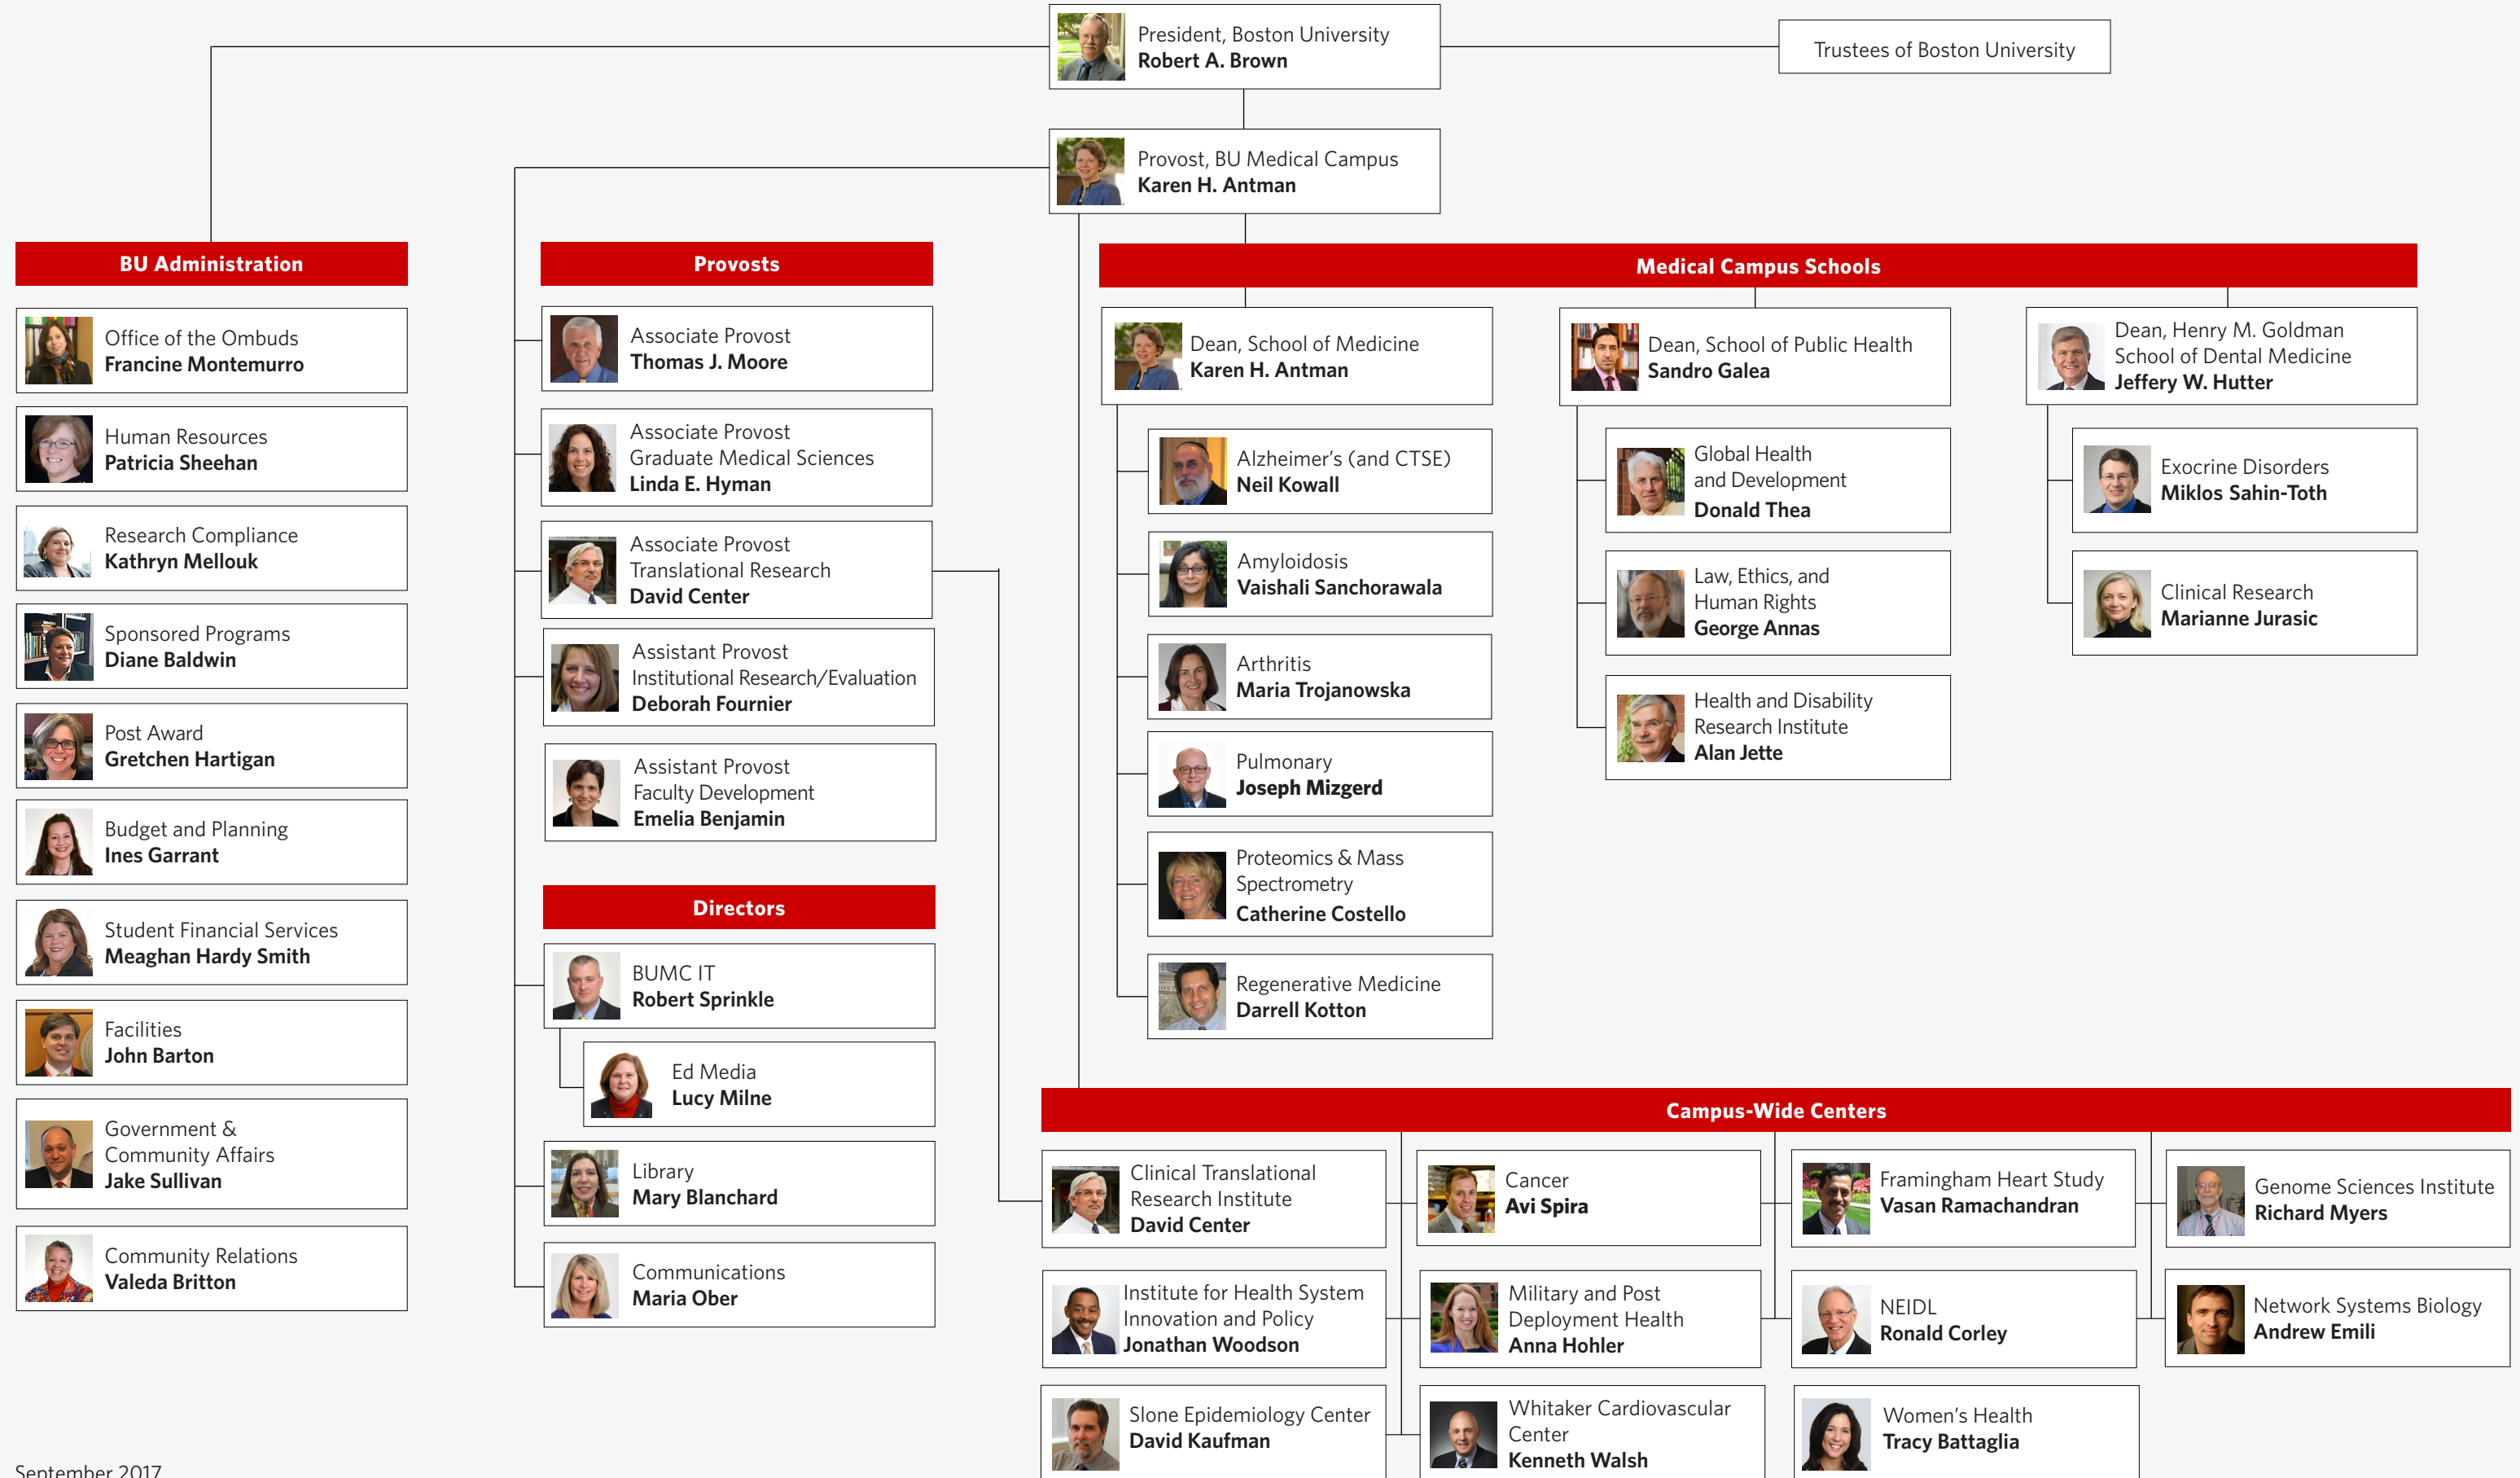 President, Boston University
Robert A. Brown
Trustees of Boston University
Provost, BU Medical Campus
Karen H. Antman
BU Administration
Office of the Ombuds
Francine Montemurro
Human Resources
Patricia Sheehan
Research Compliance
Kathryn Mellouk
Sponsored Programs
Diane Baldwin
Post Award
Gretchen Hartigan
Budget and Planning
Ines Garrant
Student Financial Services
Meaghan Hardy Smith
Facilities
John Barton
Government &
Community Affairs
Jake Sullivan
Community Relations
Valeda Britton
Provosts
Associate Provost
Thomas J. Moore
Associate Provost
Graduate Medical Sciences
Linda E. Hyman
Associate Provost
Translational Research
David Center
Assistant Provost
Institutional Research/Evaluation
Deborah Fournier
Assistant Provost
Faculty Development
Emelia Benjamin
Directors
BUMC IT
Robert Sprinkle
Ed Media
Lucy Milne
Library
Mary Blanchard
Communications
Maria Ober
Medical Campus Schools
Dean, School of Medicine
Karen H. Antman
Alzheimer's (and CTSE)
Neil Kowall
Amyloidosis
Vaishali Sanchorawala
Arthritis
Maria Trojanowska
Pulmonary
Joseph Mizgerd
Proteomics & Mass
Spectrometry
Catherine Costello
Regenerative Medicine
Darrell Kotton
Dean, School of Public Health
Sandro Galea
Global Health
and Development
Donald Thea
Law, Ethics, and
Human Rights
George Annas
Health and Disability
Research Institute
Alan Jette
Dean, Henry M. Goldman
School of Dental Medicine
Jeffery W. Hutter
Exocrine Disorders
Miklos Sahin-Toth
Clinical Research
Marianne Jurasic
Campus-Wide Centers
Clinical Translational
Research Institute
David Center
Cancer
Avi Spira
Framingham Heart Study
Vasan Ramachandran
Genome Sciences Institute
Richard Myers
Institute for Health System
Innovation and Policy
Jonathan Woodson
Military and Post
Deployment Health
Anna Hohler
NEIDL
Ronald Corley
Network Systems Biology
Andrew Emili
Slone Epidemiology Center
David Kaufman
Whitaker Cardiovascular
Center
Kenneth Walsh
Women's Health
Tracy Battaglia
September 2017